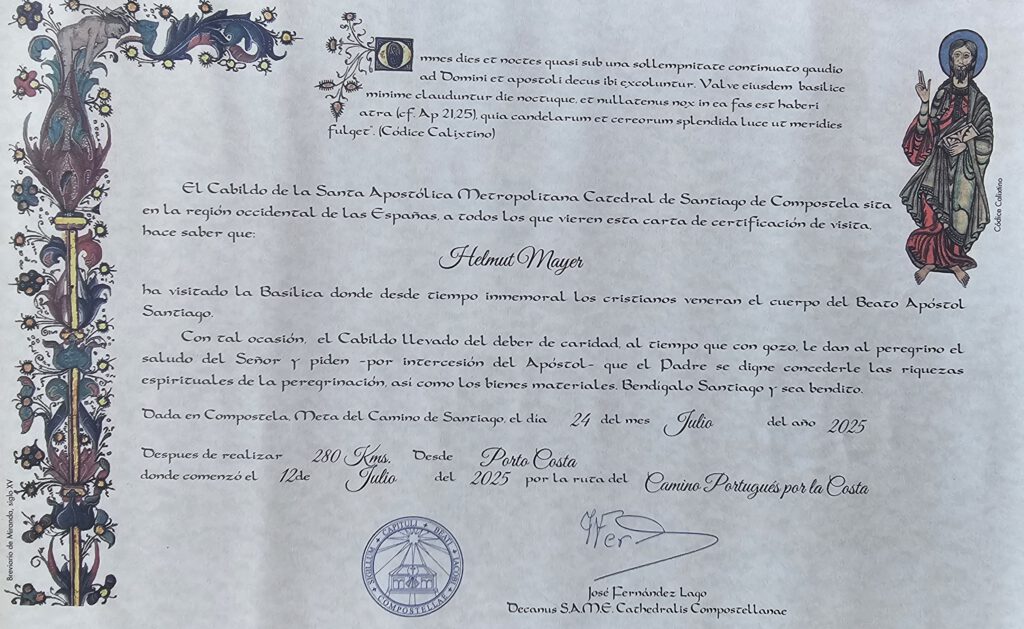 Omnes dies et noctes quasi sub una sollempnitate continuato gaudio
ad Domini et apostoli decus ibi excoluntur. Valve eiusdem basilice
minime clauduntur die noctuque, et nullatenus nox in ea fas est haberi
atra (cf. Ap 21,25), quia candelarum et cereorum splendida luce ut meridies
fulget". (Códice Calixtino)
Códice Calixtino
El Cabildo de la Santa Apostólica Metropolitana Catedral de Santiago de Compostela sita
en la región occidental de las Españas, a todos los que vieren esta carta de certificación de visita,
hace saber que:
Helmut Mayer
ha visitado la Basílica donde desde tiempo inmemoral los cristianos veneran el cuerpo del Beato Apóstol
Santiago.
Con tal ocasión, el Cabildo llevado del deber de caridad, al tiempo que con gozo, le dan al peregrino el
saludo del Señor y piden -por intercesión del Apóstol- que el Padre se digne concederle las riquezas
espirituales de la peregrinación, así como los bienes materiales. Bendígalo Santiago y sea bendito.
Dada en Compostela, Meta del Camino de Santiago, el día 24 del mes Julio del año 2025
Despues de realizar 280 Kms. Desde Porto Costa
donde comenzó el 12de Julio del 2025 por la ruta del Camino Portugués por la Costa
Breviario de Miranda, siglo XV
SIGILLUM CAPITULI BEATI JACOBI COMPOSTELLAE
José Fernández Lago
Decanus S.A.M.E. Cathedralis Compostellanae